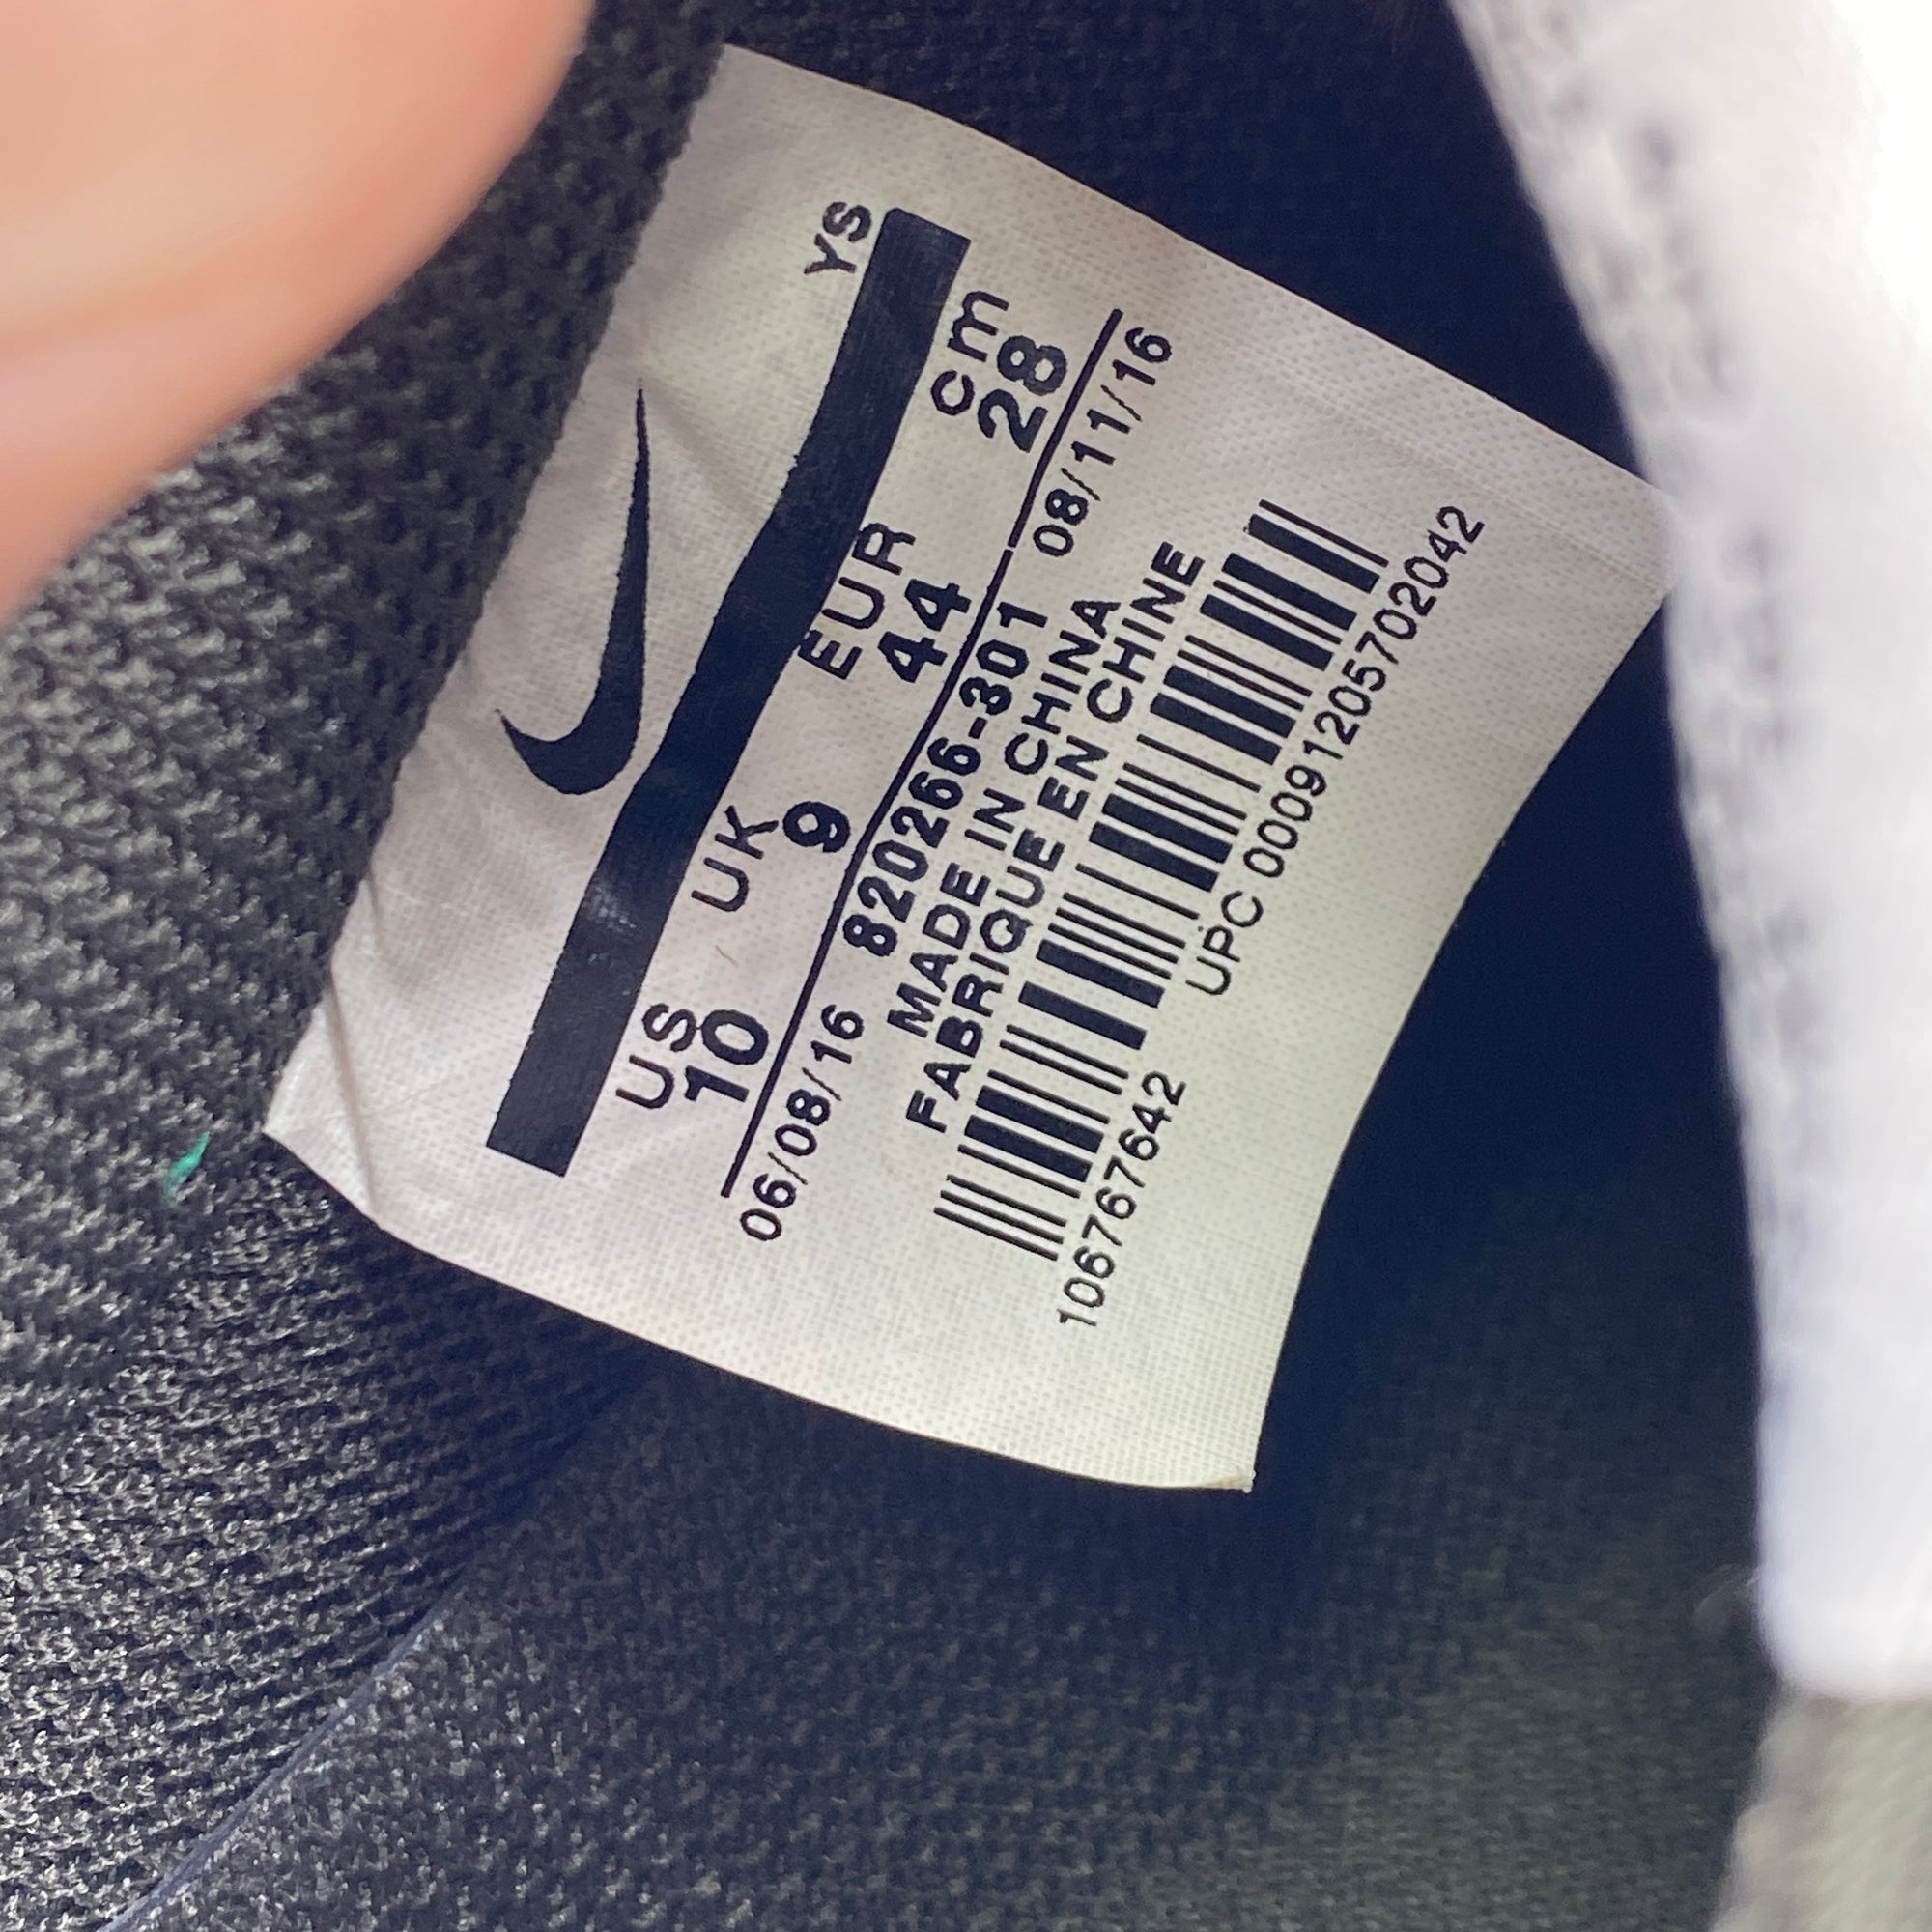 YS
US UK EUR cm
10 9 44 28
06/08/16 820266-301 08/11/16
MADE IN CHINA
FABRIQUE EN CHINE
1067677642 UPC 00091205702042